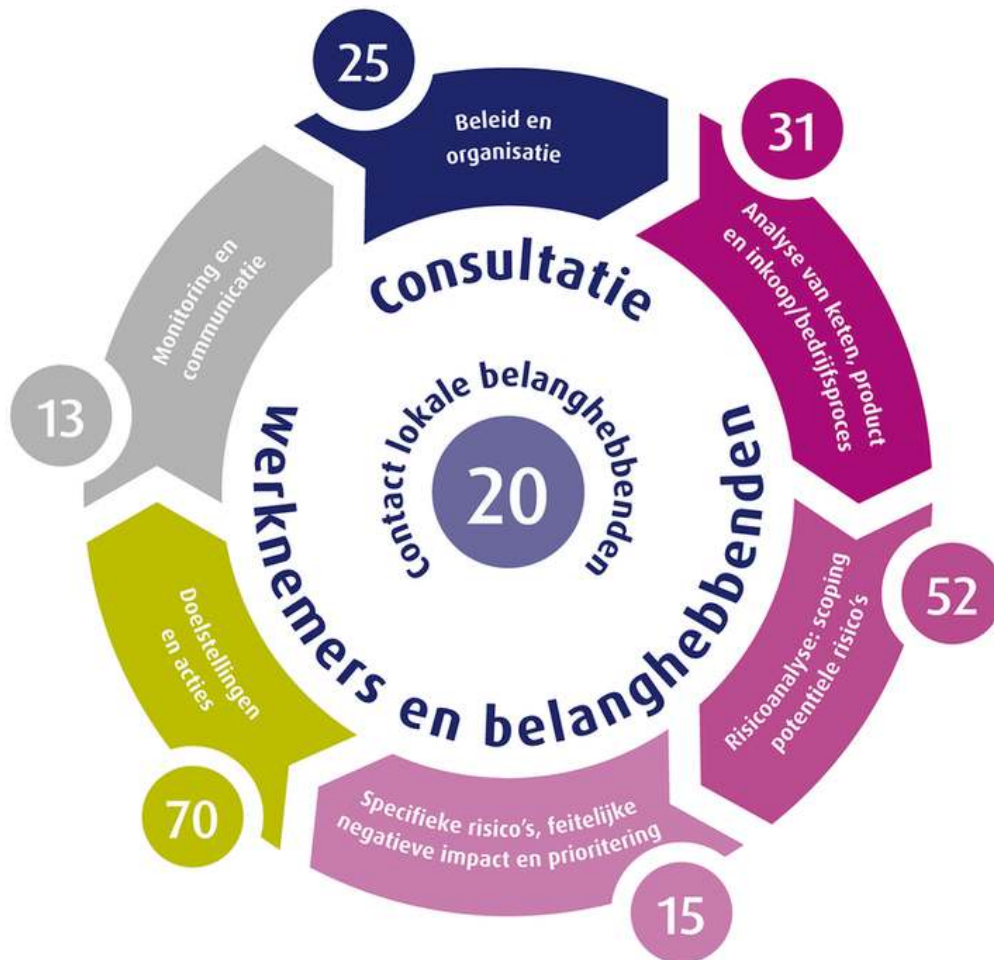 25
Beleid en
organisatie
31
Analyse van keten, product
en inkoop/bedrijfsproces
52
Risicoanalyse: scoping
potentiele risico's
15
Specifieke risico's, feitelijke
negatieve impact en prioritering
70
Doelstellingen
en acties
13
Monitoring en
communicatie
Consultatie
werknemers en belanghebbenden
Contact lokale belanghebbenden
20